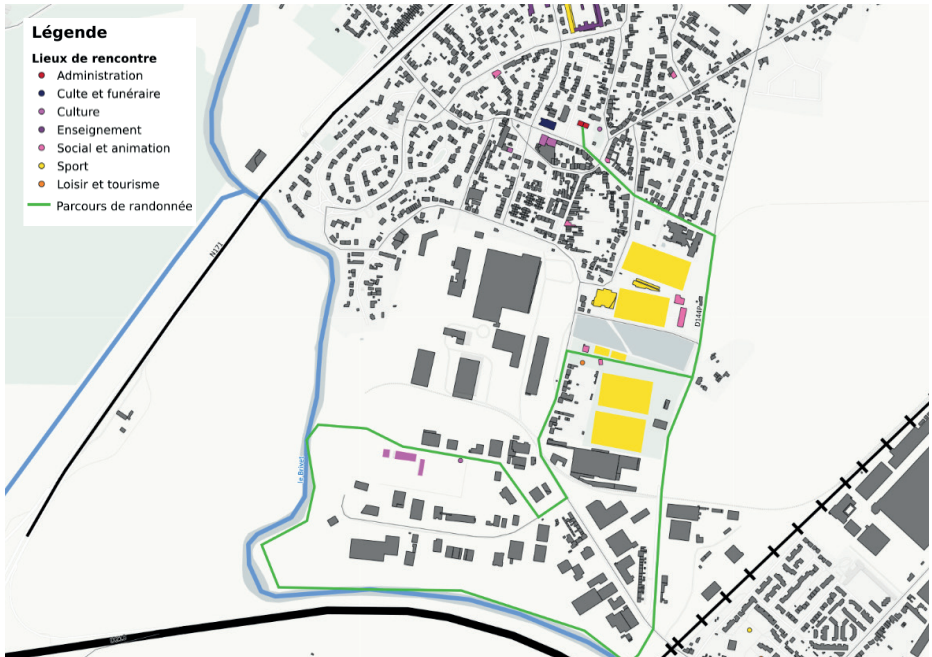 Légende
Lieux de rencontre
Administration
Culte et funéraire
Culture
Enseignement
Social et animation
Sport
Loisir et tourisme
Parcours de randonnée
N171
D144P
le Brivet